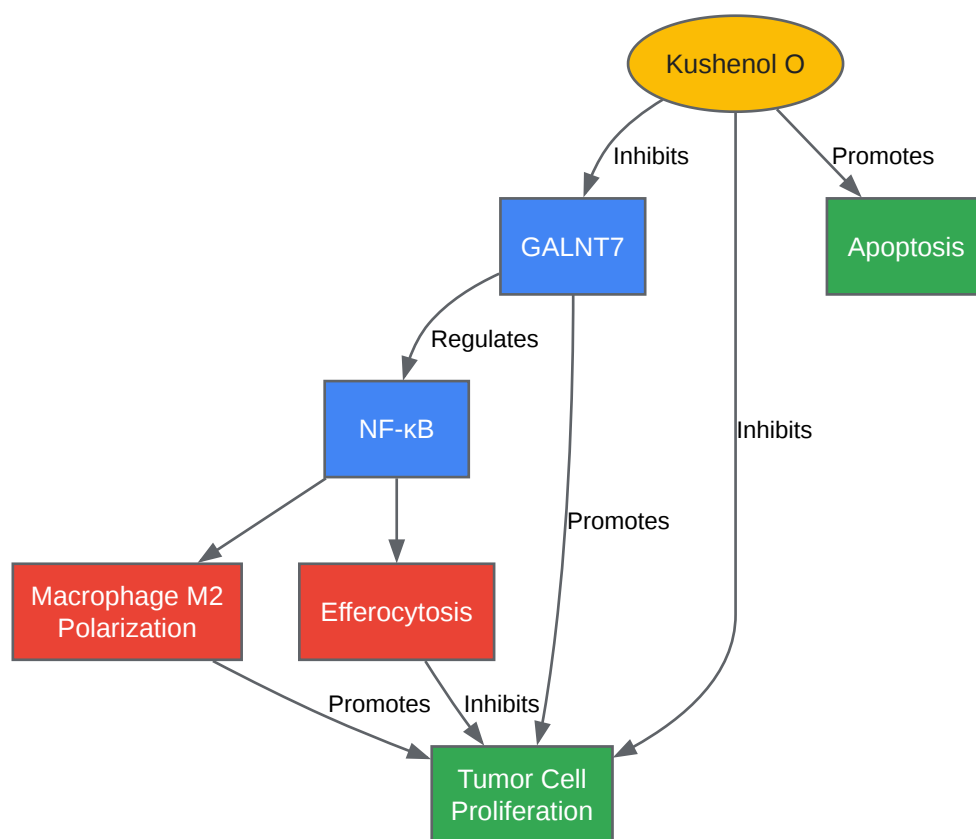 Kushenol O
Inhibits
Promotes
GALNT7
Apoptosis
Regulates
NF-κB
Inhibits
Promotes
Macrophage M2
Polarization
Efferocytosis
Promotes
Inhibits
Tumor Cell
Proliferation